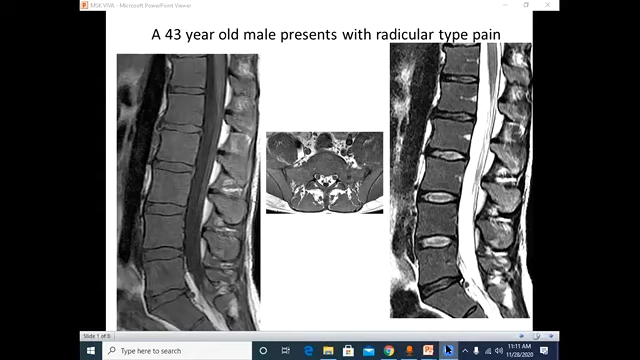 MSK VIVA - Microsoft PowerPoint Viewer
A 43 year old male presents with radicular type pain
Slide 1 of 8
Type here to search
11:11 AM
11/28/2020